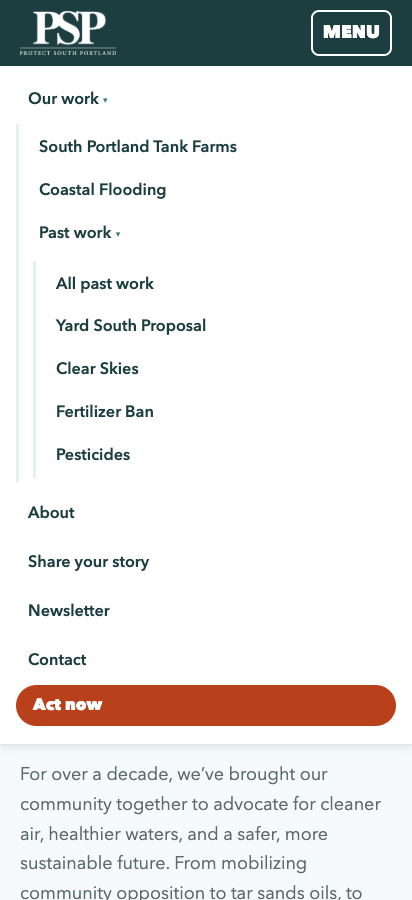 PSP
PROTECT SOUTH PORTLAND
MENU
Our work ▾
South Portland Tank Farms
Coastal Flooding
Past work ▾
All past work
Yard South Proposal
Clear Skies
Fertilizer Ban
Pesticides
About
Share your story
Newsletter
Contact
Act now
For over a decade, we’ve brought our
community together to advocate for cleaner
air, healthier waters, and a safer, more
sustainable future. From mobilizing
community opposition to tar sands oils, to